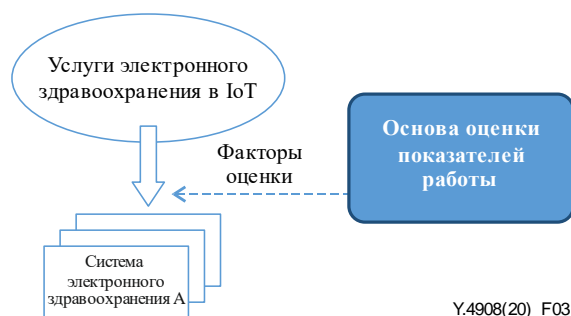 Услуги электронного
здравоохранения в IoT
Основа оценки
показателей
работы
Факторы
оценки
Система
электронного
здравоохранения А
Y.4908(20)_F03